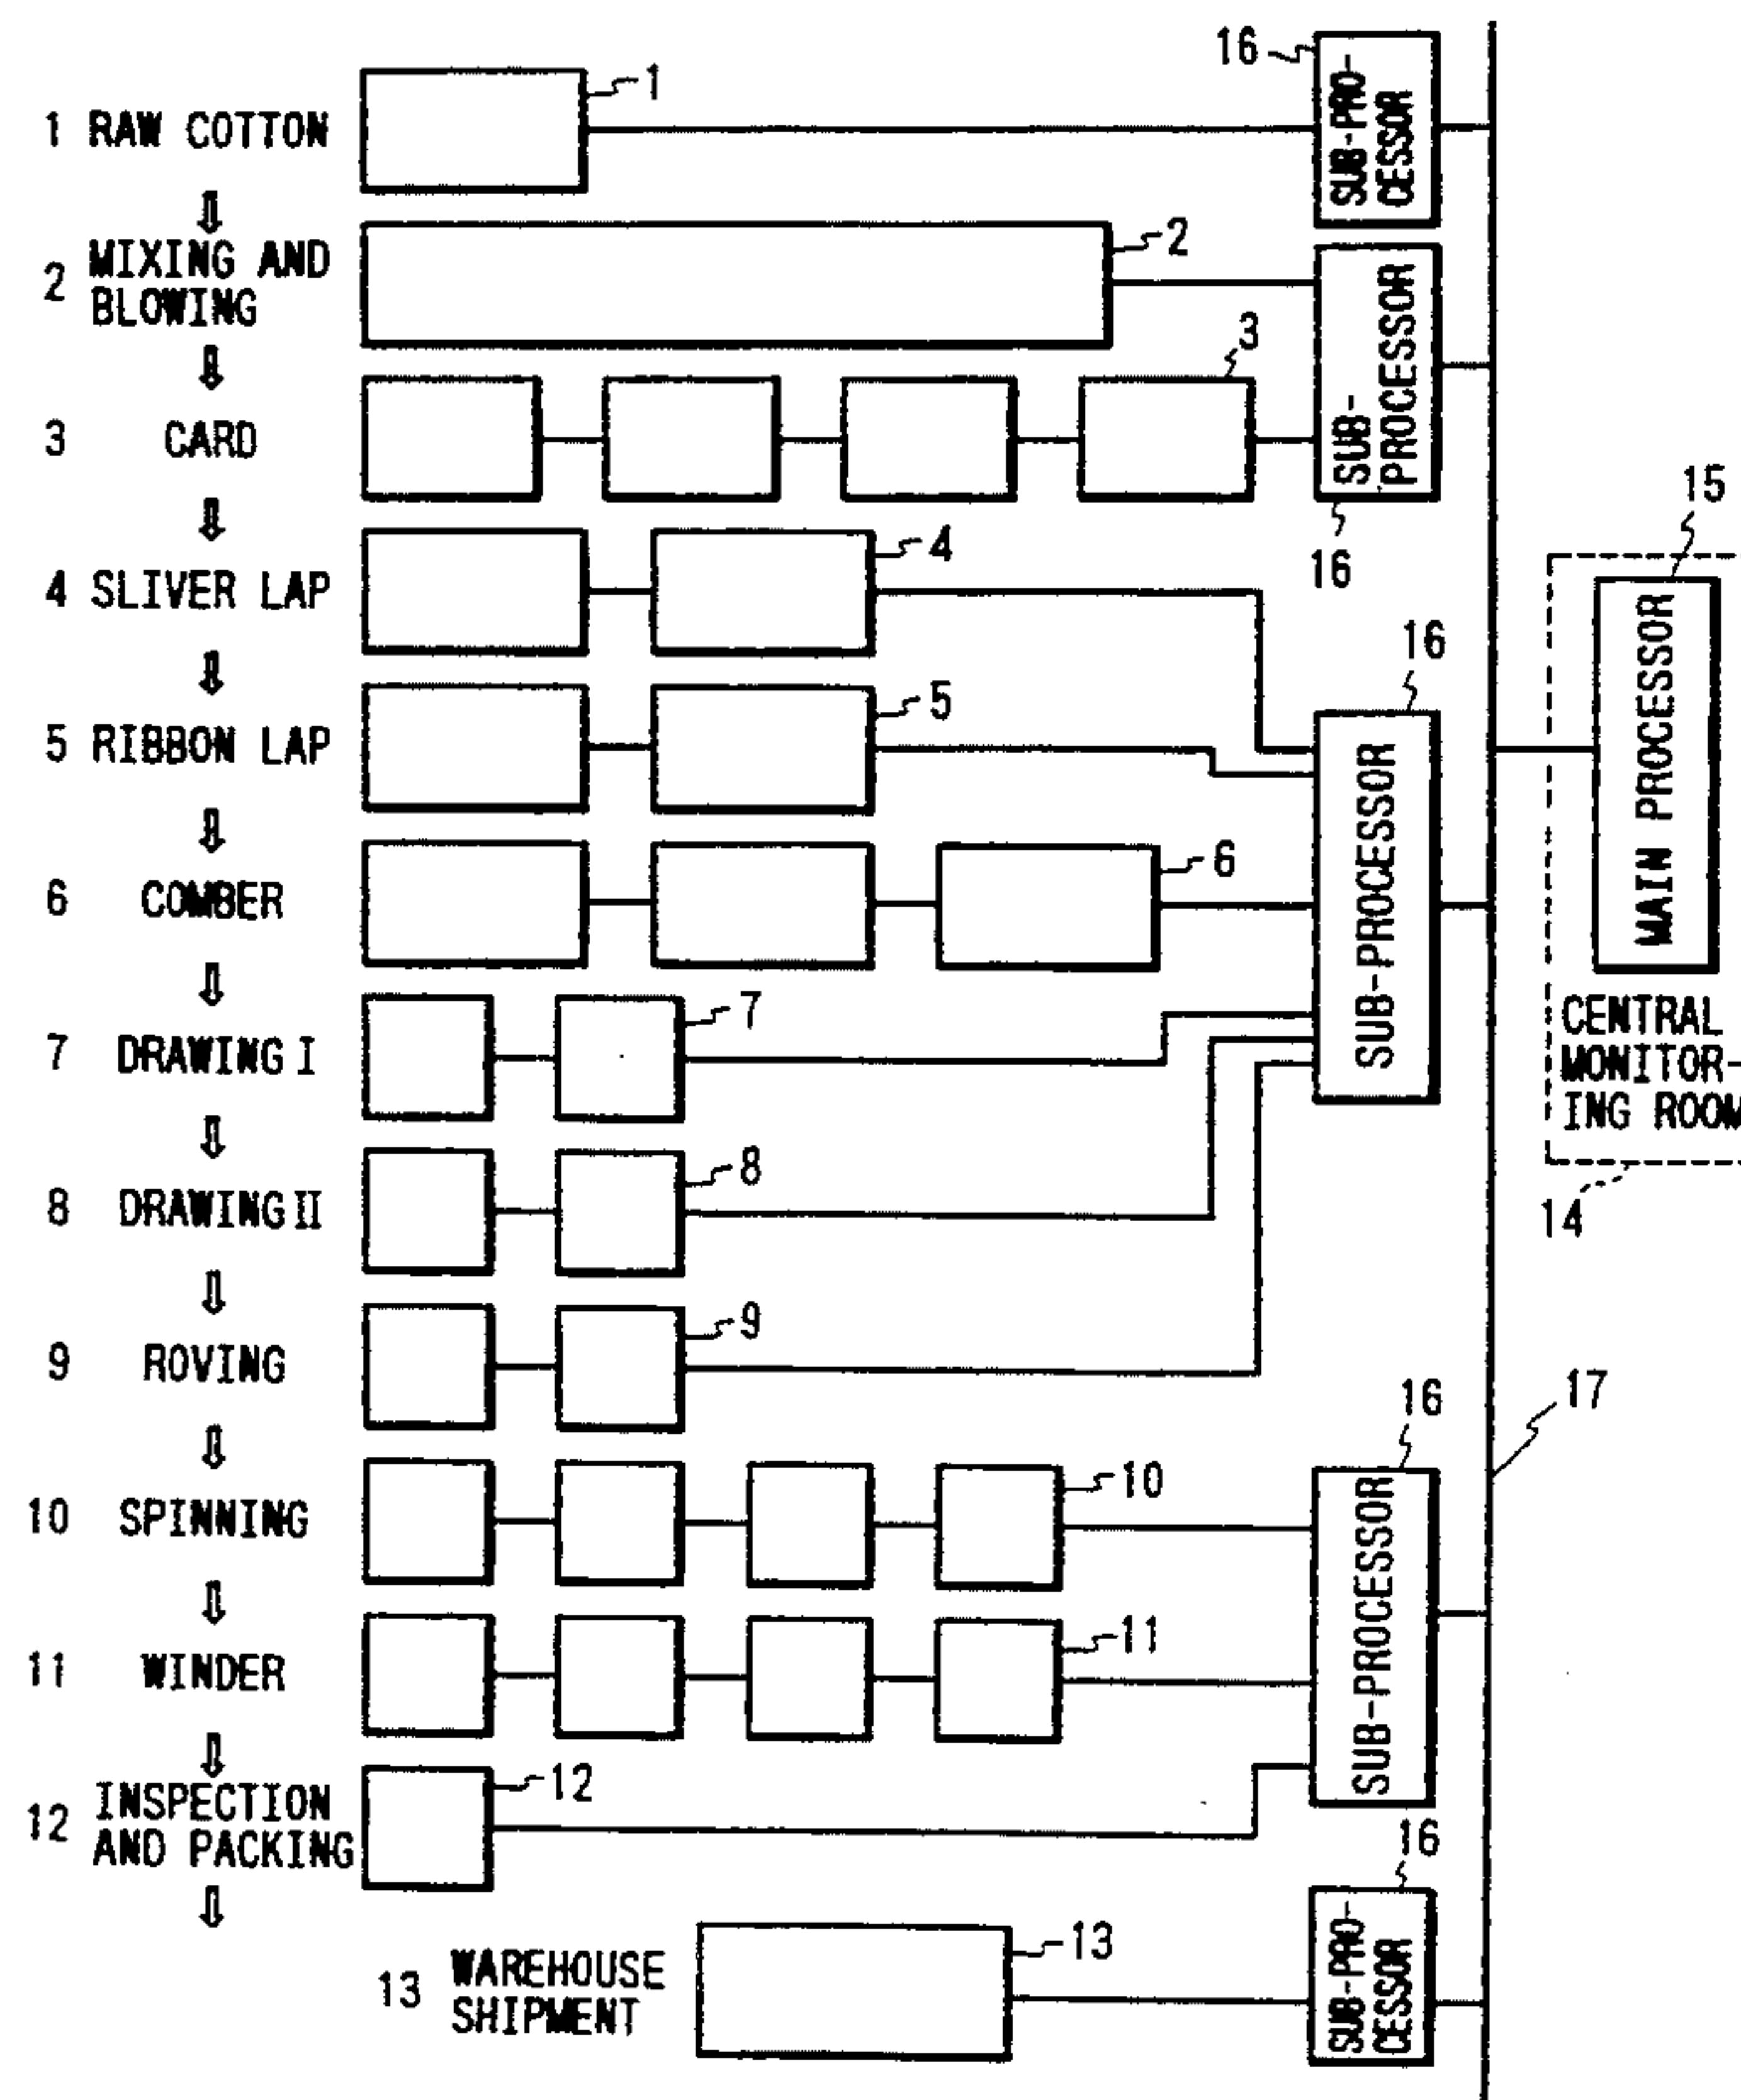 16
SUB-PRO-
CESSOR
1 RAW COTTON
1
2 MIXING AND
BLOWING
2
SUB-
PROCESSOR
16
3 CARD
3
4 SLIVER LAP
4
15
MAIN PROCESSOR
16
SUB-PROCESSOR
5 RIBBON LAP
5
6 COMBER
6
CENTRAL
MONITOR-
ING ROOM
14
7 DRAWING I
7
8 DRAWING II
8
9 ROVING
9
17
16
SUB-PROCESSOR
10 SPINNING
10
11 WINDER
11
12 INSPECTION
AND PACKING
12
16
SUB-PRO-
CESSOR
13 WAREHOUSE
SHIPMENT
13